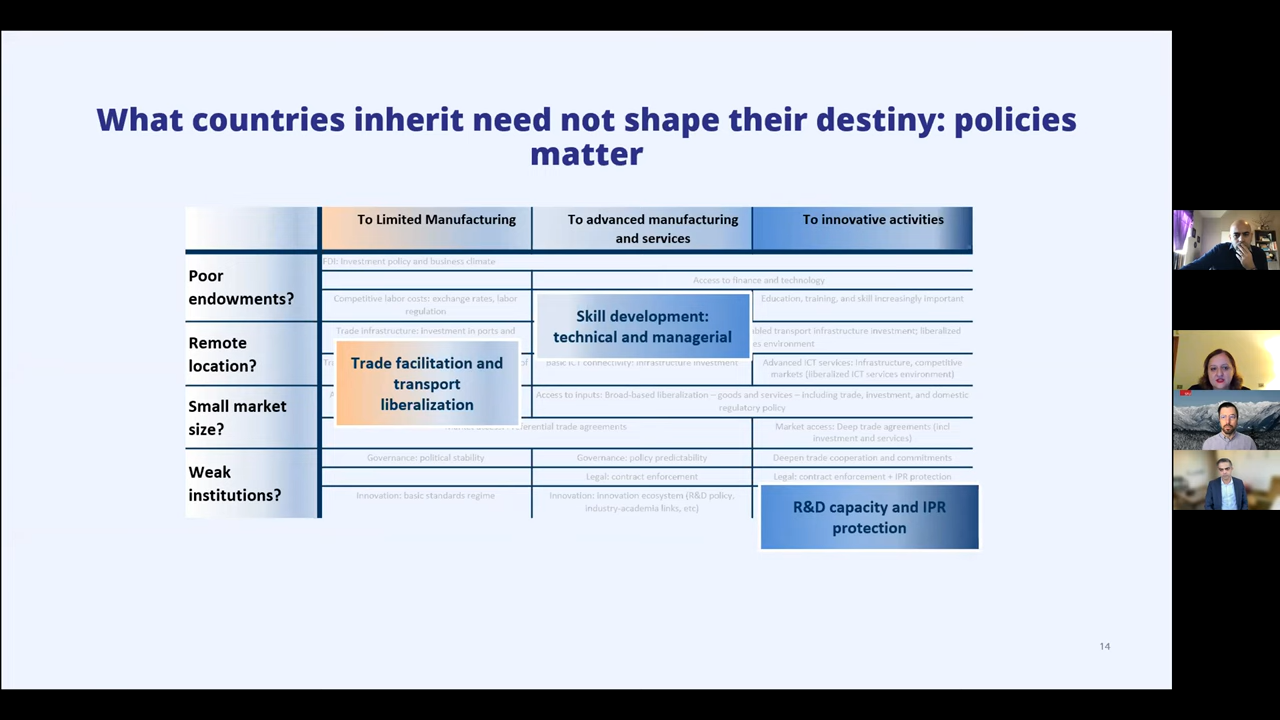 What countries inherit need not shape their destiny: policies
matter
To Limited Manufacturing
To advanced manufacturing
and services
To innovative activities
Poor
endowments?
FDI: Investment policy and business climate
Access to finance and technology
Competitive labor costs: exchange rates, labor
regulation
Skill development:
technical and managerial
Education, training, and skill increasingly important
Remote
location?
Trade infrastructure: investment in ports and
bled transport infrastructure investment; liberalized
es environment
Trade facilitation and
transport
liberalization
of
Basic ICT connectivity: infrastructure investment
Advanced ICT services: Infrastructure, competitive
markets (liberalized ICT services environment)
Small market
size?
Access to inputs: Broad-based liberalization – goods and services – including trade, investment, and domestic
regulatory policy
ferential trade agreements
Market access: Deep trade agreements (incl
investment and services)
Weak
institutions?
Governance: political stability
Governance: policy predictability
Deepen trade cooperation and commitments
Legal: contract enforcement
Legal: contract enforcement + IPR protection
Innovation: basic standards regime
Innovation: innovation ecosystem (R&D policy,
industry-academia links, etc)
R&D capacity and IPR
protection
14